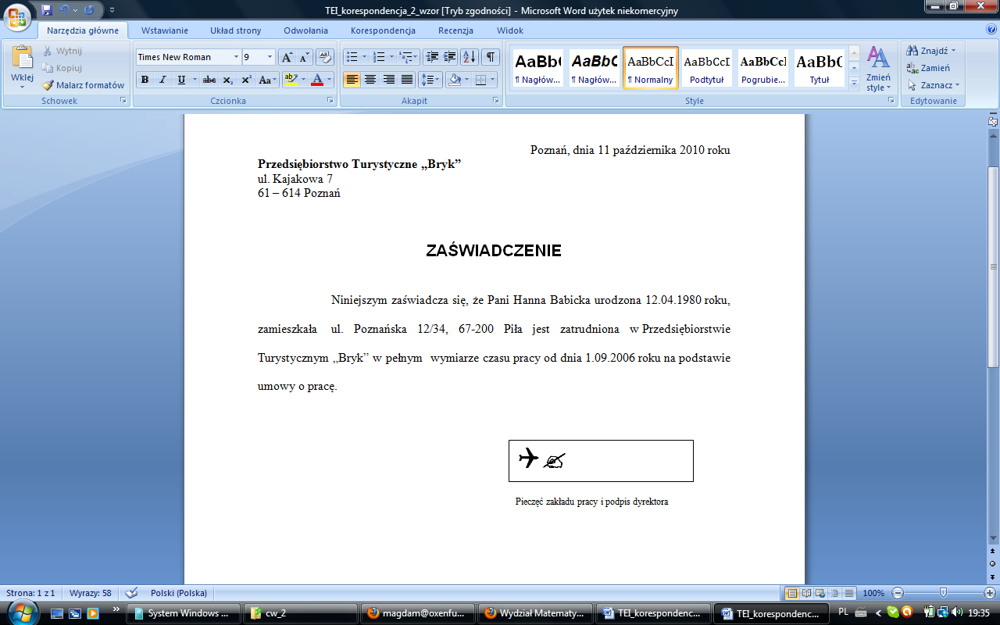 TEI_korespondencja_2_wzor [Tryb zgodności] - Microsoft Word użytek niekomercyjny
Narzędzia główne Wstawianie Układ strony Odwołania Korespondencja Recenzja Widok
Wklej
Wytnij
Kopiuj
Malarz formatów
Schowek
Times New Roman 9
Czcionka
Akapit
AaBbC AaBbC AaBbCcI AaBbCcI AaBbCcI AaBbC
¶ Nagłów... ¶ Nagłów... ¶ Normalny Podtytuł Pogrubie... Tytuł
Zmień style
Style
Znajdź
Zamień
Zaznacz
Edytowanie
Poznań, dnia 11 października 2010 roku
Przedsiębiorstwo Turystyczne „Bryk”
ul. Kajakowa 7
61 – 614 Poznań
ZAŚWIADCZENIE
Niniejszym zaświadcza się, że Pani Hanna Babicka urodzona 12.04.1980 roku,
zamieszkała ul. Poznańska 12/34, 67-200 Piła jest zatrudniona w Przedsiębiorstwie
Turystycznym „Bryk” w pełnym wymiarze czasu pracy od dnia 1.09.2006 roku na podstawie
umowy o pracę.
Pieczęć zakładu pracy i podpis dyrektora
Strona: 1 z 1 Wyrazy: 58 Polski (Polska) 100%
System Windows ... cw_2 magdam@oxenfu... Wydział Matematy... TEI_korespondenc... TEI_korespondenc... PL 19:35